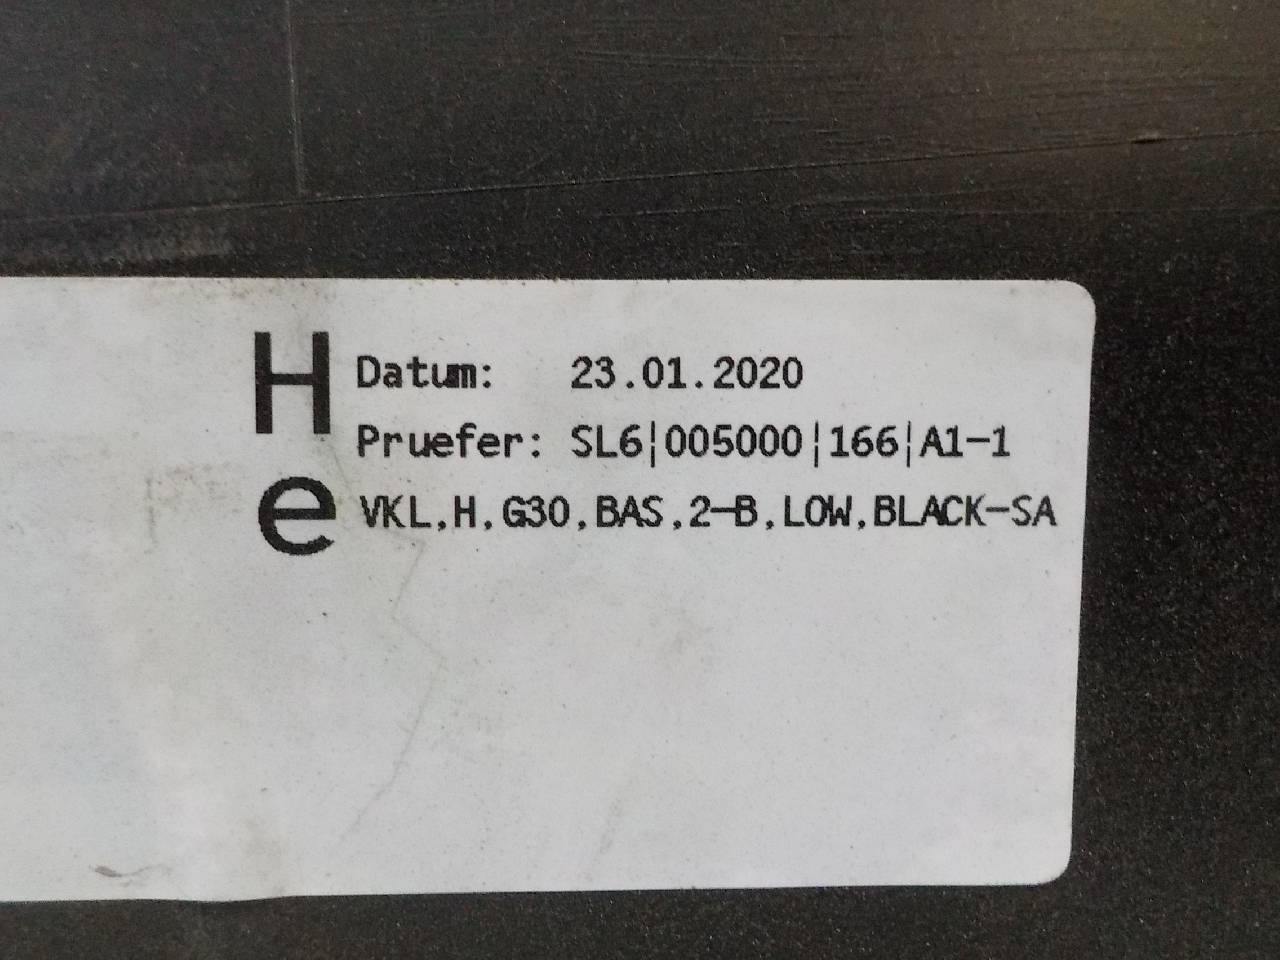 H
e
Datum: 23.01.2020
Pruefer: SL6|005000|166|A1-1
VKL,H,G30,BAS,2-B,LOW,BLACK-SA